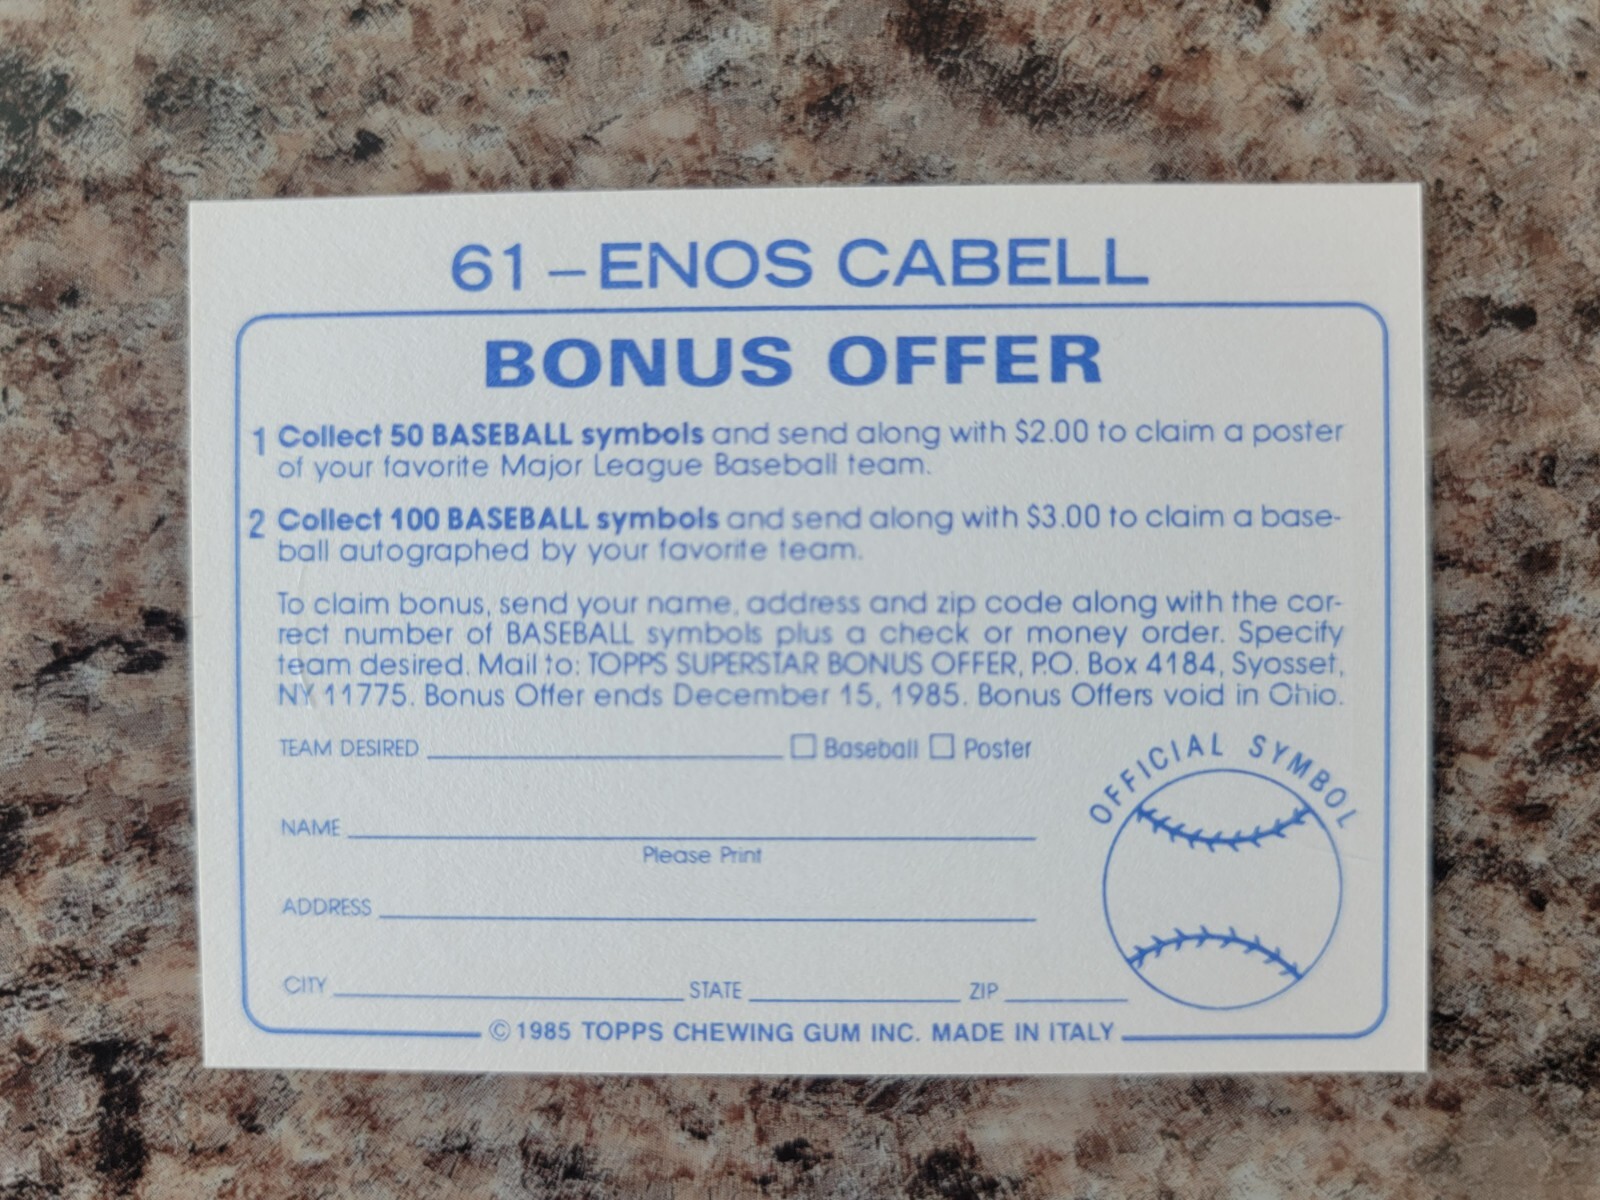 61 – ENOS CABELL
BONUS OFFER
1 Collect 50 BASEBALL symbols and send along with $2.00 to claim a poster
of your favorite Major League Baseball team.
2 Collect 100 BASEBALL symbols and send along with $3.00 to claim a base-
ball autographed by your favorite team.
To claim bonus, send your name, address and zip code along with the cor-
rect number of BASEBALL symbols plus a check or money order. Specify
team desired. Mail to: TOPPS SUPERSTAR BONUS OFFER, P.O. Box 4184, Syosset,
NY 11775. Bonus Offer ends December 15, 1985. Bonus Offers void in Ohio.
TEAM DESIRED Baseball Poster
OFFICIAL SYMBOL
NAME
Please Print
ADDRESS
CITY STATE ZIP
© 1985 TOPPS CHEWING GUM INC. MADE IN ITALY